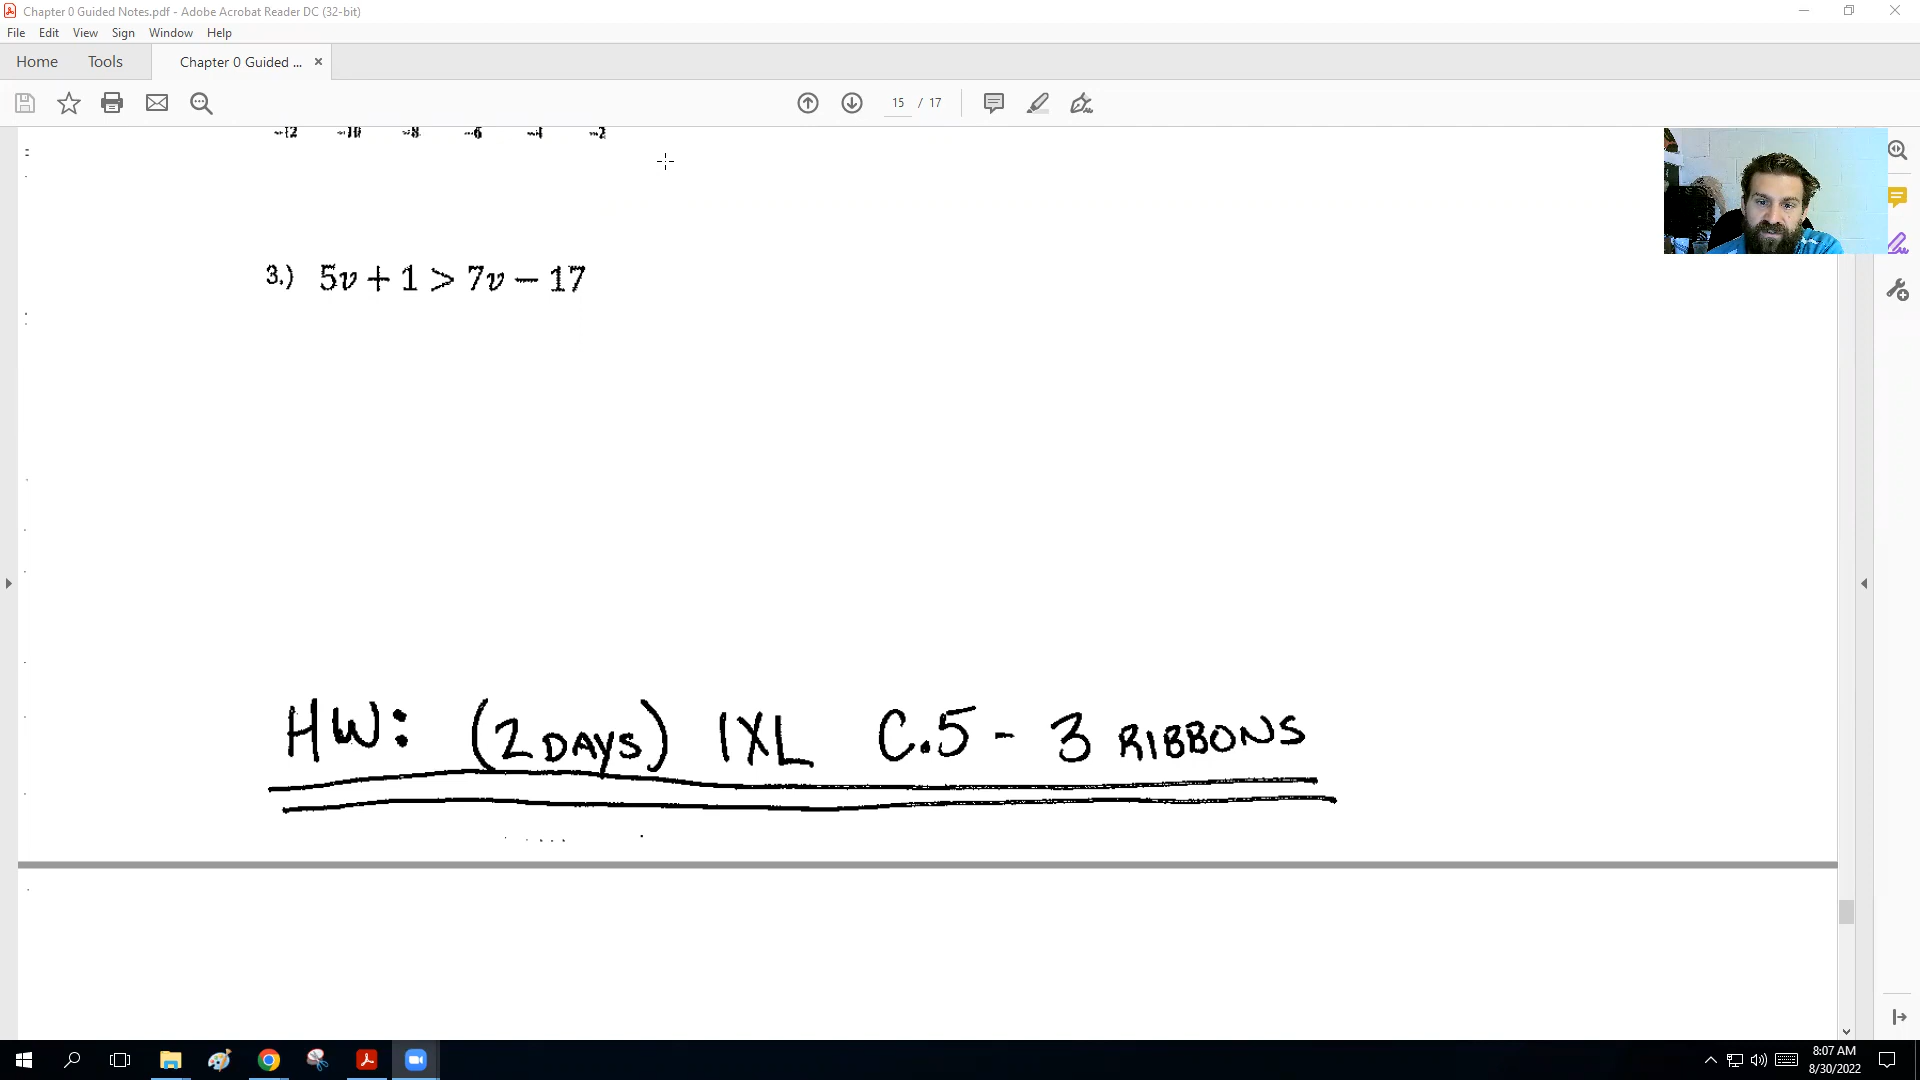 Chapter 0 Guided Notes.pdf - Adobe Acrobat Reader DC (32-bit)
File Edit View Sign Window Help
Home Tools Chapter 0 Guided ... ×
15 / 17
-12 -10 -8 -6 -4 -2
3.) 5v + 1 > 7v − 17
HW: (2 DAYS) IXL C.5 - 3 RIBBONS
8:07 AM
8/30/2022